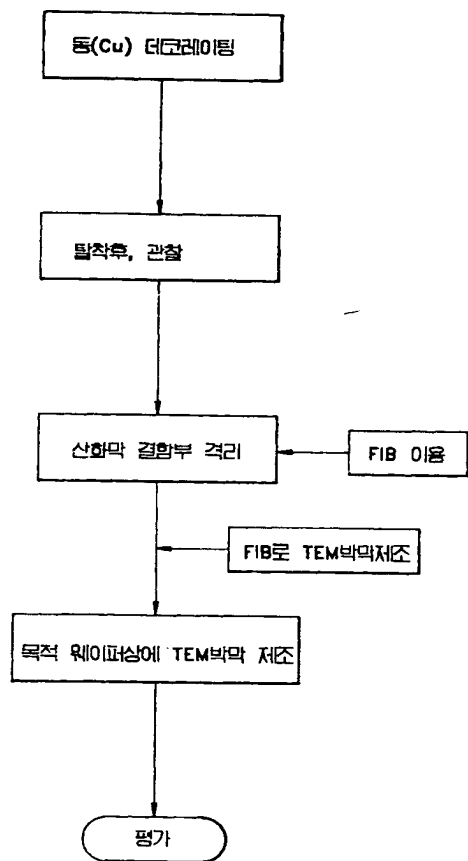 동(Cu) 데코레이팅
탈착후, 관찰
산화막 결함부 격리
FIB 이용
FIB로 TEM박막제조
목적 웨이퍼상에 TEM박막 제조
평가